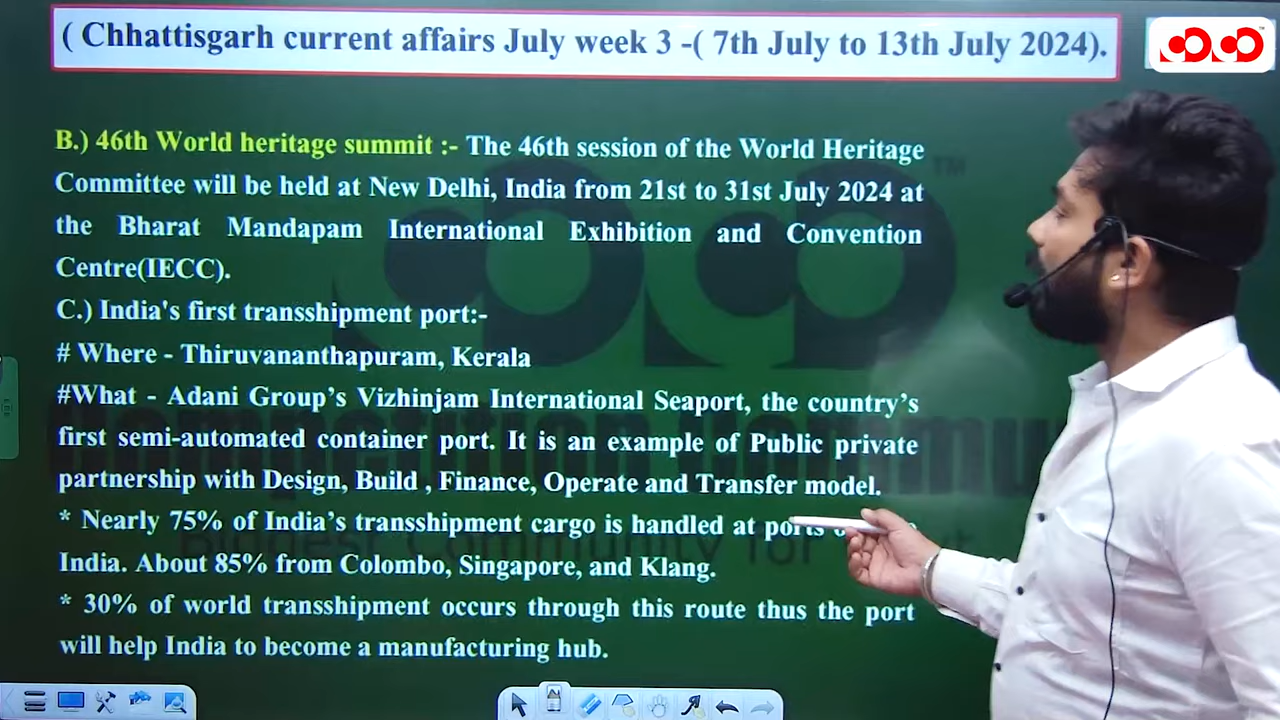 ( Chhattisgarh current affairs July week 3 -( 7th July to 13th July 2024).
B.) 46th World heritage summit :- The 46th session of the World Heritage
Committee will be held at New Delhi, India from 21st to 31st July 2024 at
the Bharat Mandapam International Exhibition and Convention
Centre(IECC).
C.) India's first transshipment port:-
# Where - Thiruvananthapuram, Kerala
#What - Adani Group’s Vizhinjam International Seaport, the country’s
first semi-automated container port. It is an example of Public private
partnership with Design, Build , Finance, Operate and Transfer model.
* Nearly 75% of India’s transshipment cargo is handled at ports
India. About 85% from Colombo, Singapore, and Klang.
* 30% of world transshipment occurs through this route thus the port
will help India to become a manufacturing hub.